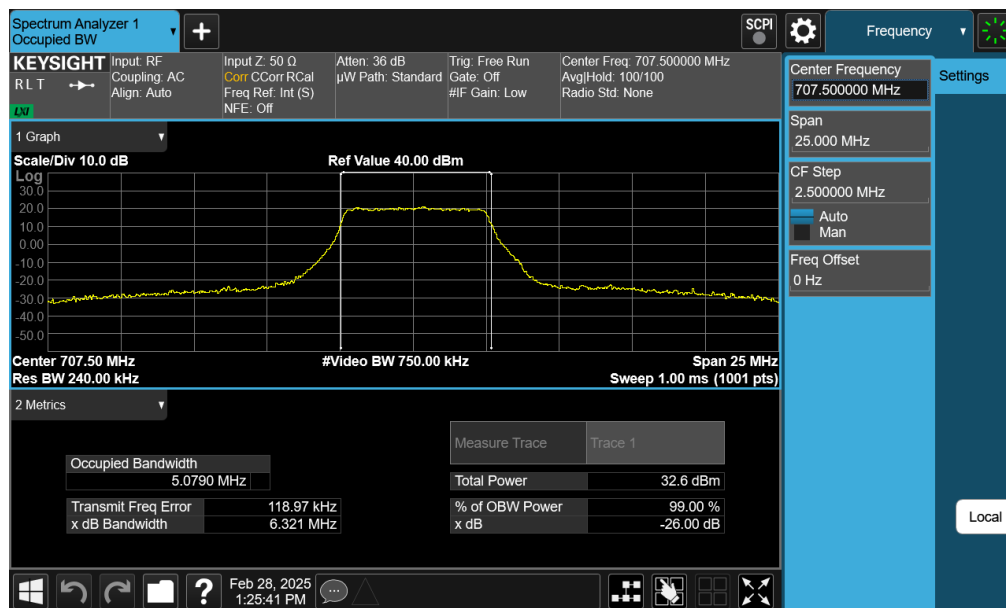 Spectrum Analyzer 1
Occupied BW
+
SCPI
Frequency
KEYSIGHT
RLT
LXI
Input: RF
Coupling: AC
Align: Auto
Input Z: 50 Ω
Corr CCorr RCal
Freq Ref: Int (S)
NFE: Off
Atten: 36 dB
µW Path: Standard
Trig: Free Run
Gate: Off
#IF Gain: Low
Center Freq: 707.500000 MHz
Avg|Hold: 100/100
Radio Std: None
Center Frequency
707.500000 MHz
Settings
Span
25.000 MHz
CF Step
2.500000 MHz
Auto
Man
Freq Offset
0 Hz
Local
1 Graph
Scale/Div 10.0 dB
Ref Value 40.00 dBm
Log
30.0
20.0
10.0
0.00
-10.0
-20.0
-30.0
-40.0
-50.0
Center 707.50 MHz
#Video BW 750.00 kHz
Span 25 MHz
Res BW 240.00 kHz
Sweep 1.00 ms (1001 pts)
2 Metrics
Measure Trace Trace 1
Occupied Bandwidth
5.0790 MHz
Total Power 32.6 dBm
Transmit Freq Error 118.97 kHz
% of OBW Power 99.00 %
x dB Bandwidth 6.321 MHz
x dB -26.00 dB
?
Feb 28, 2025
1:25:41 PM